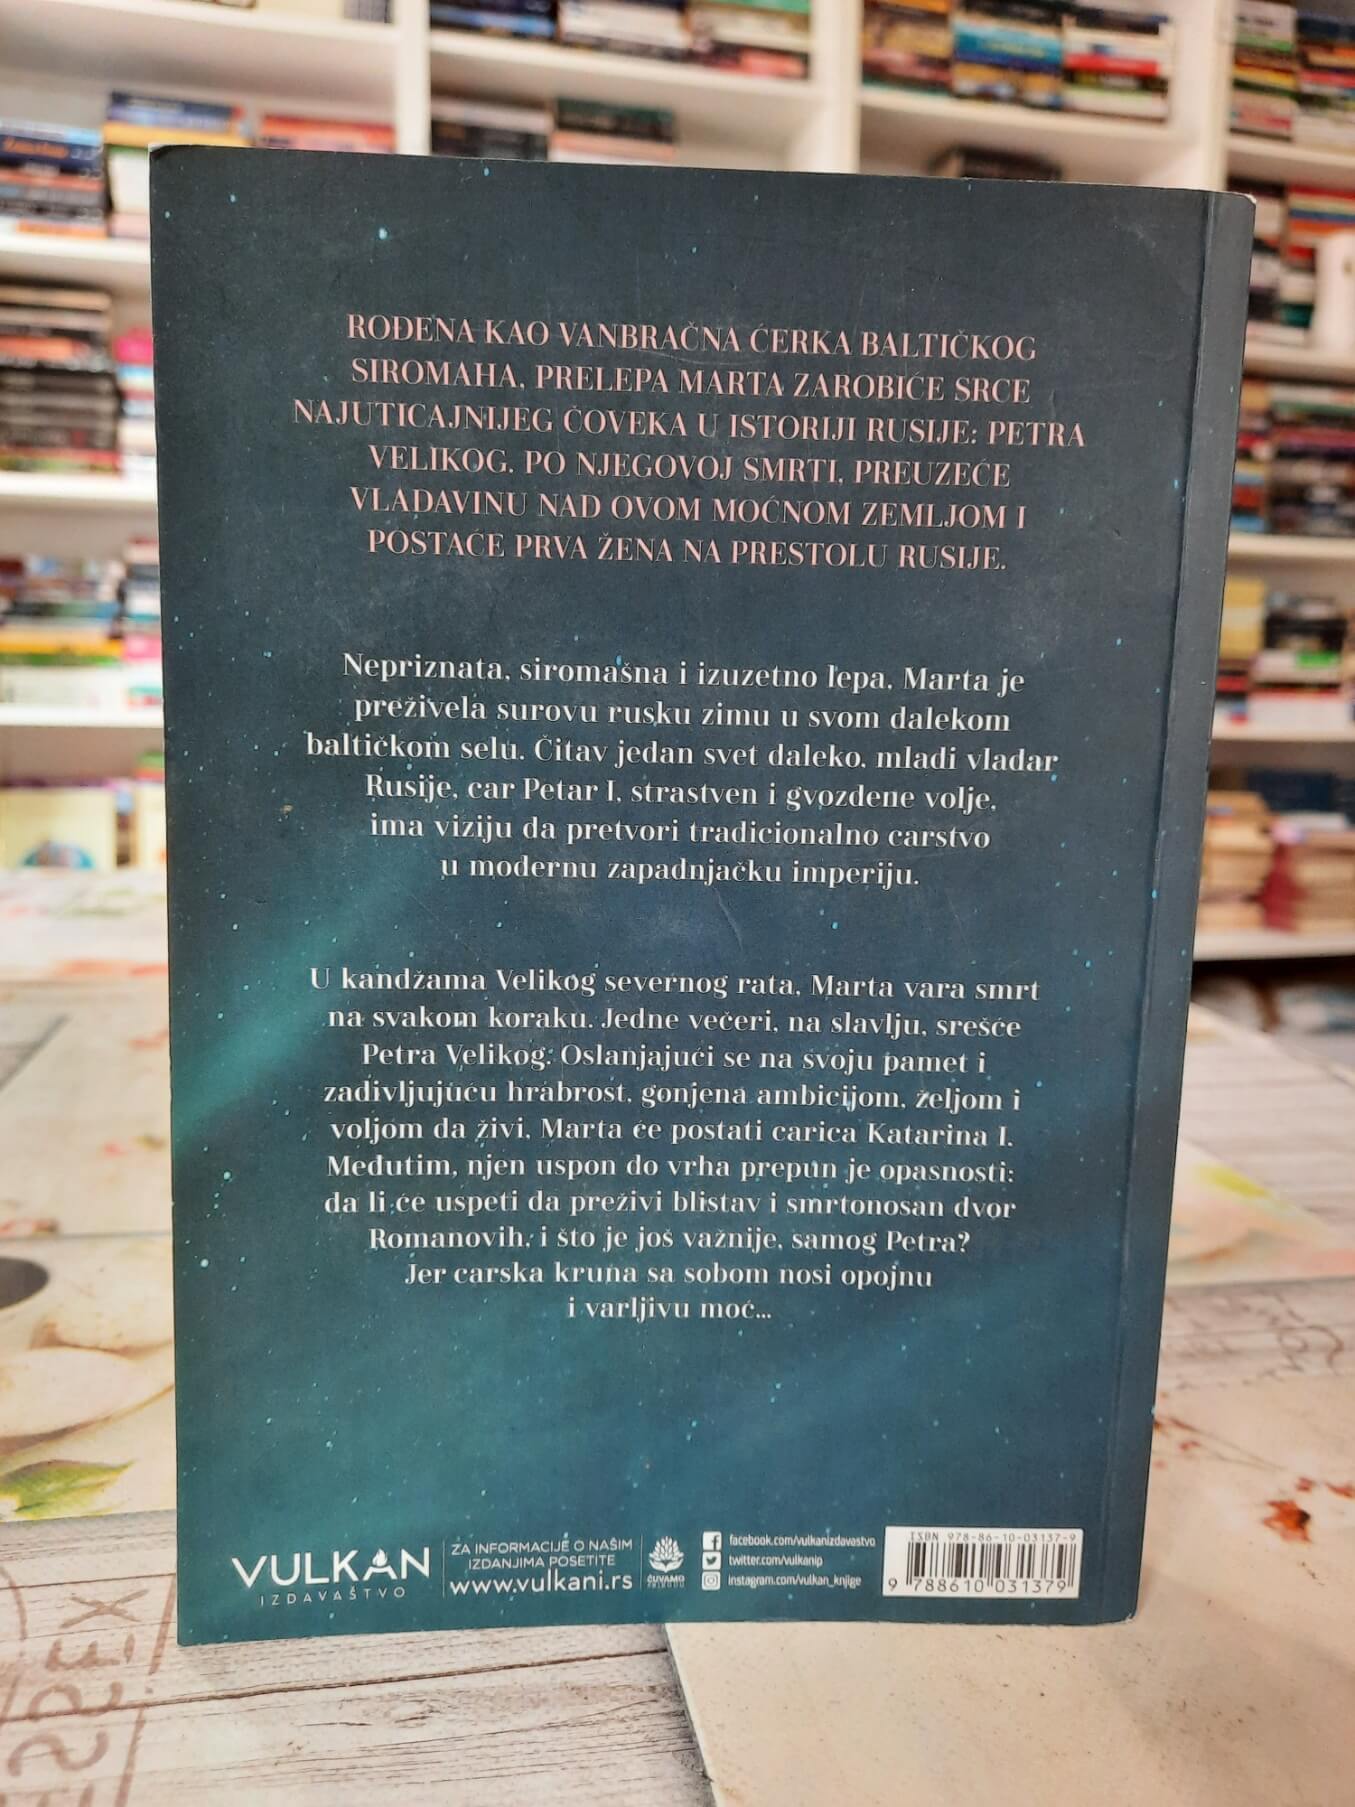 ROĐENA KAO VANBRAČNA ĆERKA BALTIČKOG
SIROMAHA, PRELEPA MARTA ZAROBIĆE SRCE
NAJUTICAJNIJEG ČOVEKA U ISTORIJI RUSIJE: PETRA
VELIKOG. PO NJEGOVOJ SMRTI, PREUZEĆE
VLADAVINU NAD OVOM MOĆNOM ZEMLJOM I
POSTAĆE PRVA ŽENA NA PRESTOLU RUSIJE.
Nepriznata, siromašna i izuzetno lepa, Marta je
preživela surovu rusku zimu u svom dalekom
baltičkom selu. Čitav jedan svet daleko, mladi vladar
Rusije, car Petar I, strastven i gvozdene volje,
ima viziju da pretvori tradicionalno carstvo
u modernu zapadnjačku imperiju.
U kandžama Velikog severnog rata, Marta vara smrt
na svakom koraku. Jedne večeri, na slavlju, srešće
Petra Velikog. Oslanjajući se na svoju pamet i
zadivljujuću hrabrost, gonjena ambicijom, željom i
voljom da živi, Marta će postati carica Katarina I.
Međutim, njen uspon do vrha prepun je opasnosti:
da li će uspeti da preživi blistav i smrtonosan dvor
Romanovih, i što je još važnije, samog Petra?
Jer carska kruna sa sobom nosi opojnu
i varljivu moć...
VULKAN
IZDAVAŠTVO
ZA INFORMACIJE O NAŠIM
IZDANJIMA POSETITE
www.vulkani.rs
ČUVAMO
facebook.com/vulkanizdavastvo
twitter.com/vulkanip
instagram.com/vulkan_knjige
ISBN 978-86-10-03137-9
9 788610 031379